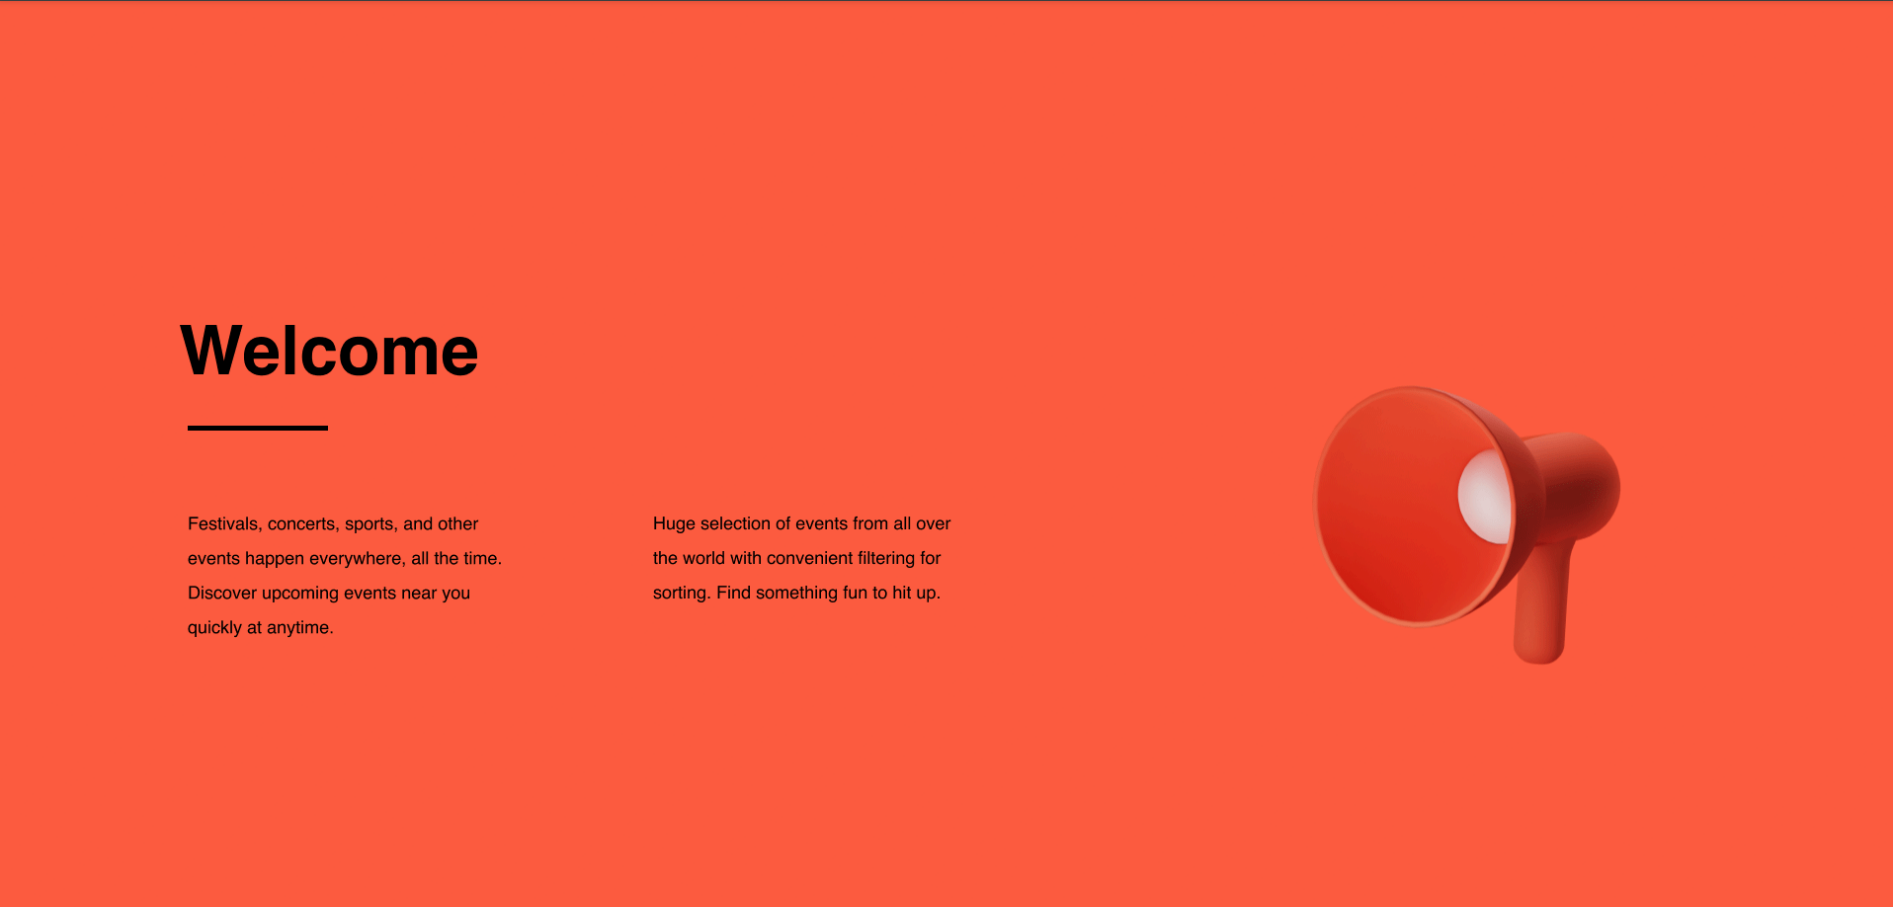 Welcome
Festivals, concerts, sports, and other
events happen everywhere, all the time.
Discover upcoming events near you
quickly at anytime.
Huge selection of events from all over
the world with convenient filtering for
sorting. Find something fun to hit up.